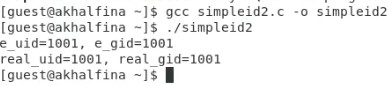 [guest@akhalfina ~]$ gcc simpleid2.c -o simpleid2
[guest@akhalfina ~]$ ./simpleid2
e_uid=1001, e_gid=1001
real_uid=1001, real_gid=1001
[guest@akhalfina ~]$